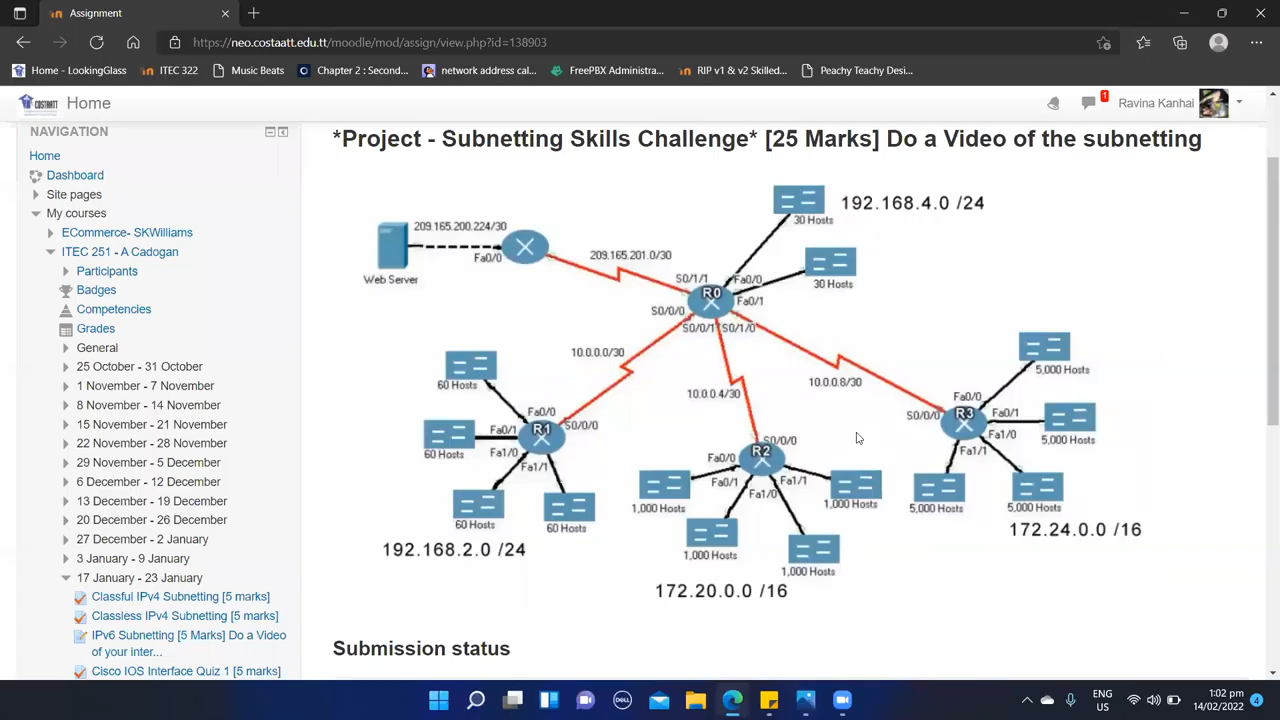 Assignment
https://neo.costaatt.edu.tt/moodle/mod/assign/view.php?id=138903
Home - LookingGlass
ITEC 322
Music Beats
Chapter 2 : Second...
network address cal...
FreePBX Administra...
RIP v1 & v2 Skilled...
Peachy Teachy Desi...
COSTAATT
Home
1
Ravina Kanhai
NAVIGATION
Home
Dashboard
Site pages
My courses
ECommerce- SKWilliams
ITEC 251 - A Cadogan
Participants
Badges
Competencies
Grades
General
25 October - 31 October
1 November - 7 November
8 November - 14 November
15 November - 21 November
22 November - 28 November
29 November - 5 December
6 December - 12 December
13 December - 19 December
20 December - 26 December
27 December - 2 January
3 January - 9 January
17 January - 23 January
Classful IPv4 Subnetting [5 marks]
Classless IPv4 Subnetting [5 marks]
IPv6 Subnetting [5 Marks] Do a Video
of your inter...
Cisco IOS Interface Quiz 1 [5 marks]
*Project - Subnetting Skills Challenge* [25 Marks] Do a Video of the subnetting
192.168.4.0 /24
30 Hosts
209.165.200.224/30
Fa0/0
Web Server
209.165.201.0/30
S0/1/1
Fa0/0
30 Hosts
R0
Fa0/1
S0/0/0
S0/0/1
S0/1/0
10.0.0.0/30
10.0.0.4/30
10.0.0.8/30
60 Hosts
Fa0/0
Fa0/1
R1
S0/0/0
60 Hosts
Fa1/0
Fa1/1
60 Hosts
60 Hosts
192.168.2.0 /24
S0/0/0
R2
Fa0/0
Fa0/1
Fa1/1
Fa1/0
1,000 Hosts
1,000 Hosts
1,000 Hosts
1,000 Hosts
172.20.0.0 /16
5,000 Hosts
Fa0/0
S0/0/0
R3
Fa0/1
5,000 Hosts
Fa1/0
Fa1/1
5,000 Hosts
5,000 Hosts
172.24.0.0 /16
Submission status
DELL
ENG
US
1:02 pm
14/02/2022
4